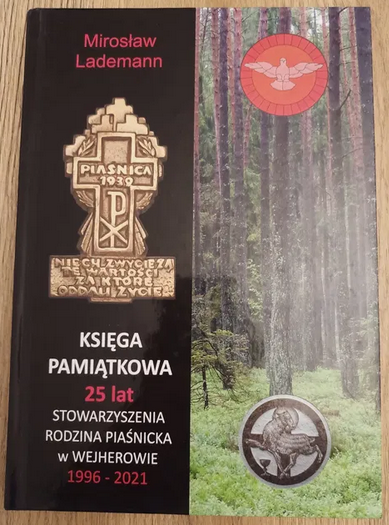 Mirosław
Lademann
PIAŚNICA
1939
NIECH ZWYCIĘŻĄ
TE WARTOŚCI
ZA KTÓRE
ODDALI ŻYCIE
KSIĘGA
PAMIĄTKOWA
25 lat
STOWARZYSZENIA
RODZINA PIAŚNICKA
w WEJHEROWIE
1996 - 2021